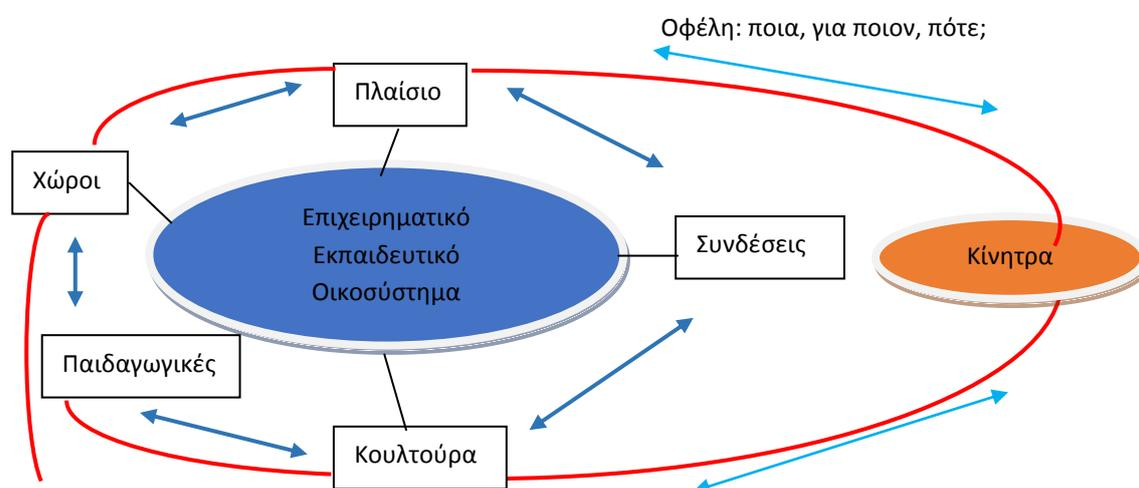 Οφέλη: ποια, για ποιον, πότε;
Πλαίσιο
Χώροι
Επιχειρηματικό
Εκπαιδευτικό
Οικοσύστημα
Συνδέσεις
Κίνητρα
Παιδαγωγικές
Κουλτούρα